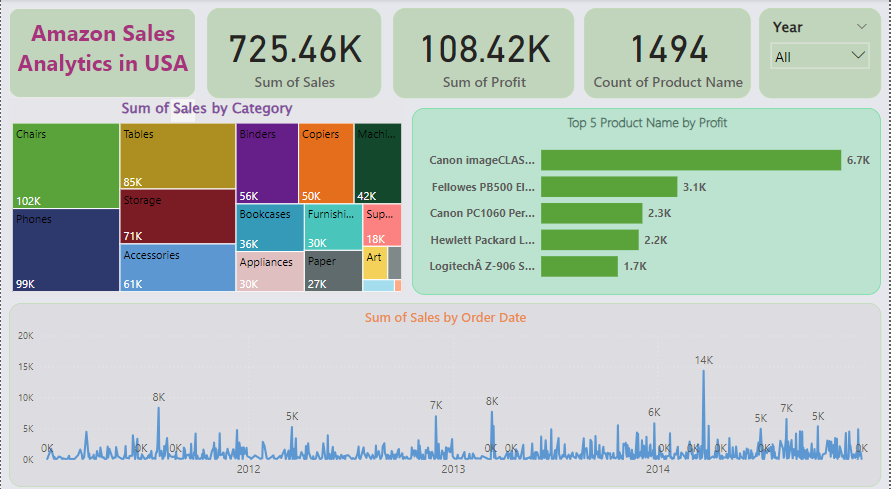 Amazon Sales
Analytics in USA
725.46K
Sum of Sales
108.42K
Sum of Profit
1494
Count of Product Name
Year
All
Sum of Sales by Category
Chairs
102K
Phones
99K
Tables
85K
Storage
71K
Accessories
61K
Binders
56K
Copiers
50K
Machi...
42K
Bookcases
36K
Furnishi...
30K
Sup...
18K
Appliances
30K
Paper
27K
Art
Top 5 Product Name by Profit
Canon imageCLAS... 6.7K
Fellowes PB500 El... 3.1K
Canon PC1060 Per... 2.3K
Hewlett Packard L... 2.2K
LogitechÂ Z-906 S... 1.7K
Sum of Sales by Order Date
20K
15K
10K
5K
0K
0K 8K 0K 0K 5K 7K 8K 0K 0K 6K 0K 14K 0K 0K 5K 7K 0K 5K 0K
2012 2013 2014